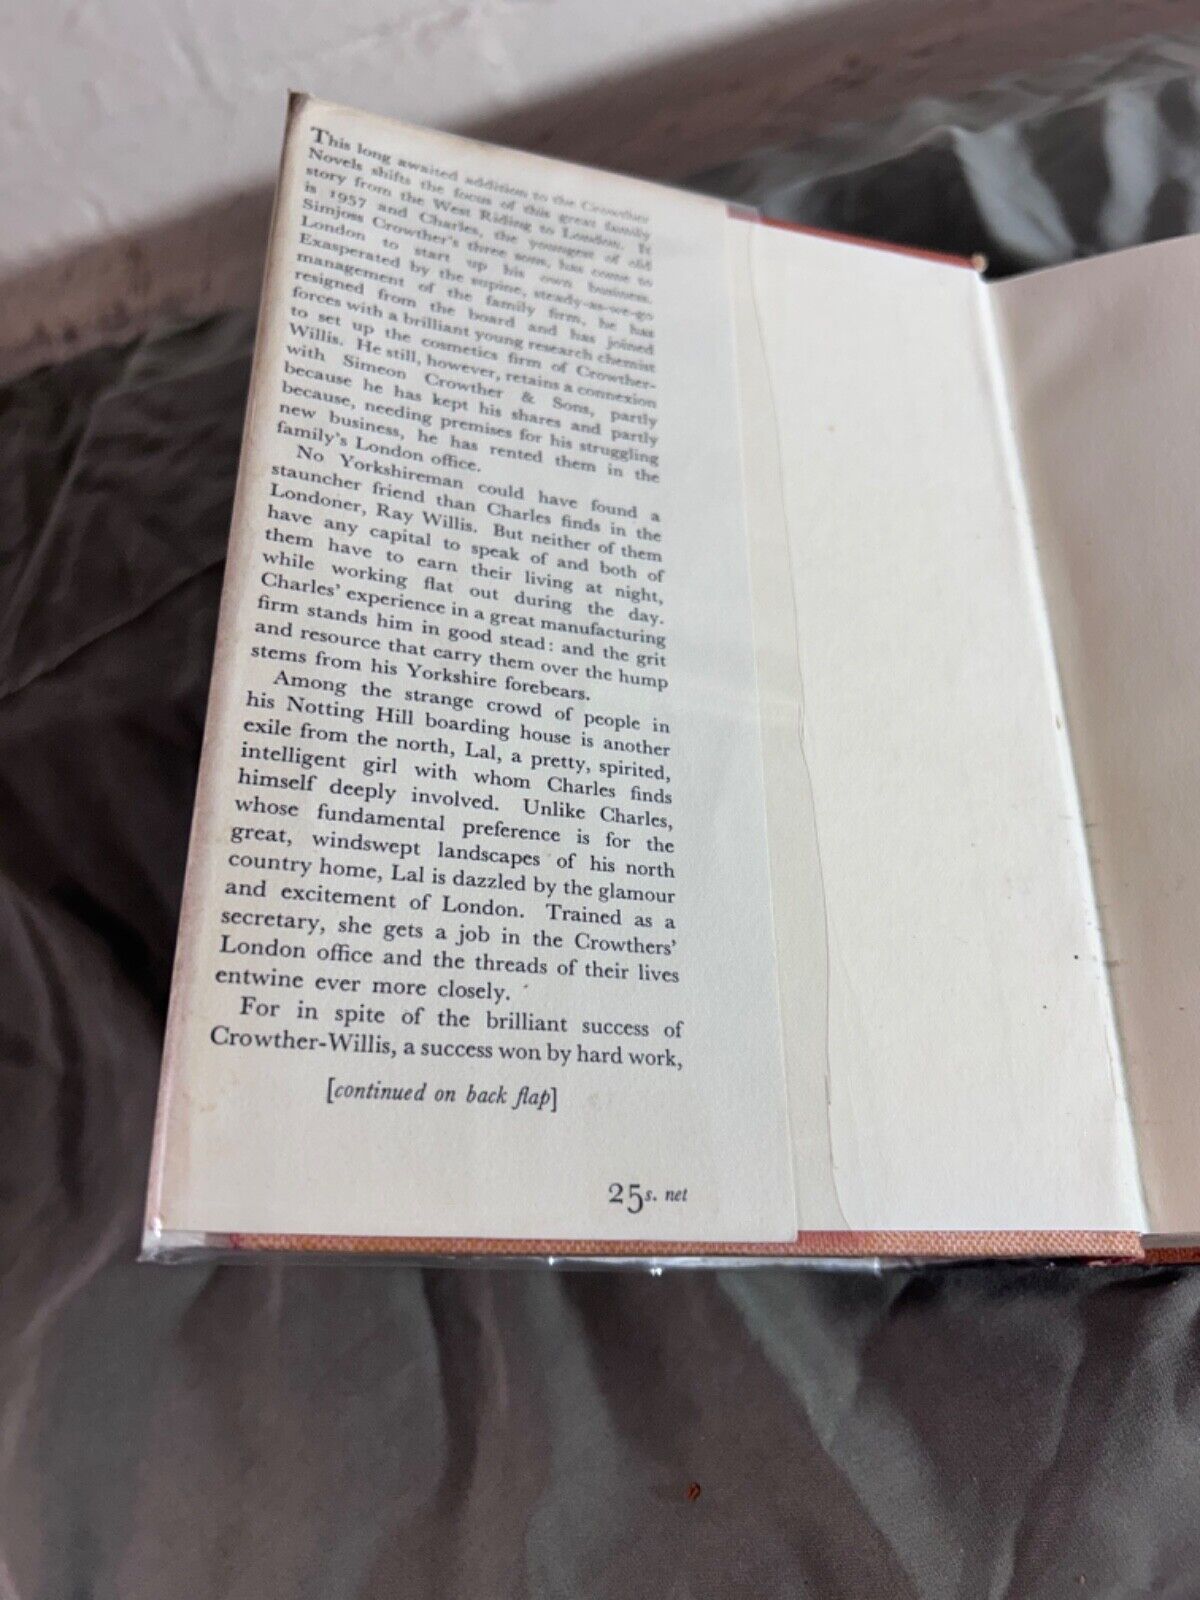 This long awaited addition to the Crowther
Novels shifts the focus of this great family
story from the West Riding to London. It
is 1957 and Charles, the youngest of old
Simjoss Crowther's three sons, has come to
London to start up his own business.
Exasperated by the supine, steady-as-we-go
management of the family firm, he has
resigned from the board and has joined
forces with a brilliant young research chemist
to set up the cosmetics firm of Crowther-
Willis. He still, however, retains a connexion
with Simeon Crowther & Sons, partly
because he has kept his shares and partly
because, needing premises for his struggling
new business, he has rented them in the
family's London office.
No Yorkshireman could have found a
stauncher friend than Charles finds in the
Londoner, Ray Willis. But neither of them
have any capital to speak of and both of
them have to earn their living at night,
while working flat out during the day.
Charles' experience in a great manufacturing
firm stands him in good stead: and the grit
and resource that carry them over the hump
stems from his Yorkshire forebears.
Among the strange crowd of people in
his Notting Hill boarding house is another
exile from the north, Lal, a pretty, spirited,
intelligent girl with whom Charles finds
himself deeply involved. Unlike Charles,
whose fundamental preference is for the
great, windswept landscapes of his north
country home, Lal is dazzled by the glamour
and excitement of London. Trained as a
secretary, she gets a job in the Crowthers'
London office and the threads of their lives
entwine ever more closely.
For in spite of the brilliant success of
Crowther-Willis, a success won by hard work,
[continued on back flap]
25s. net